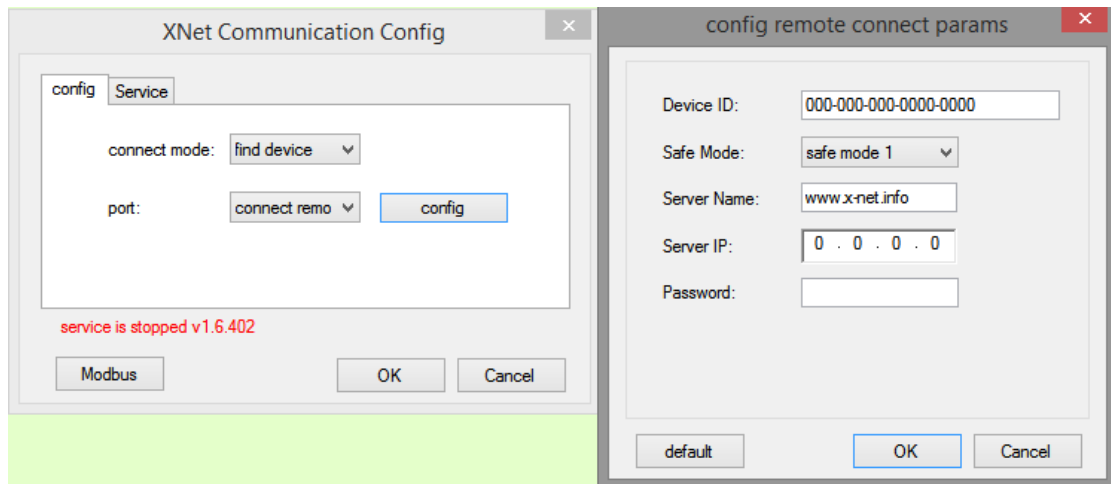 XNet Communication Config
config Service
connect mode: find device
port: connect remo config
service is stopped v1.6.402
Modbus OK Cancel
config remote connect params
Device ID: 000-000-000-0000-0000
Safe Mode: safe mode 1
Server Name: www.x-net.info
Server IP: 0 . 0 . 0 . 0
Password:
default OK Cancel